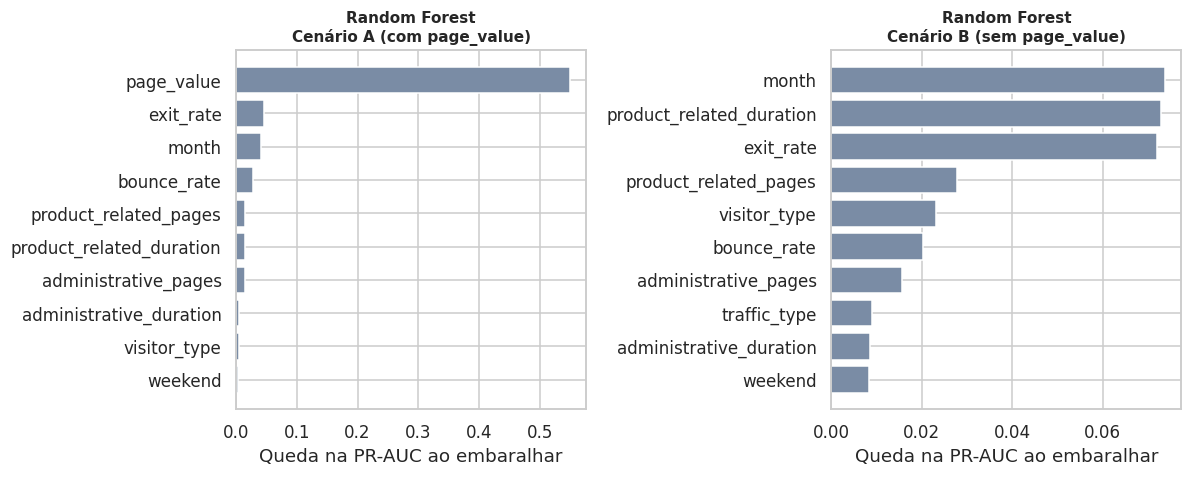 Random Forest
Cenário A (com page_value)
page_value
exit_rate
month
bounce_rate
product_related_pages
product_related_duration
administrative_pages
administrative_duration
visitor_type
weekend
0.0 0.1 0.2 0.3 0.4 0.5
Queda na PR-AUC ao embaralhar
Random Forest
Cenário B (sem page_value)
month
product_related_duration
exit_rate
product_related_pages
visitor_type
bounce_rate
administrative_pages
traffic_type
administrative_duration
weekend
0.00 0.02 0.04 0.06
Queda na PR-AUC ao embaralhar